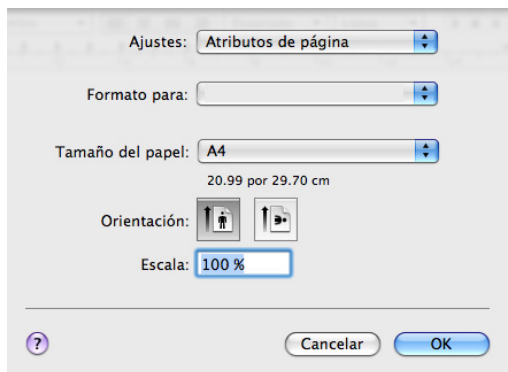 Ajustes: Atributos de página
Formato para:
Tamaño del papel: A4
20.99 por 29.70 cm
Orientación:
Escala: 100 %
? Cancelar OK